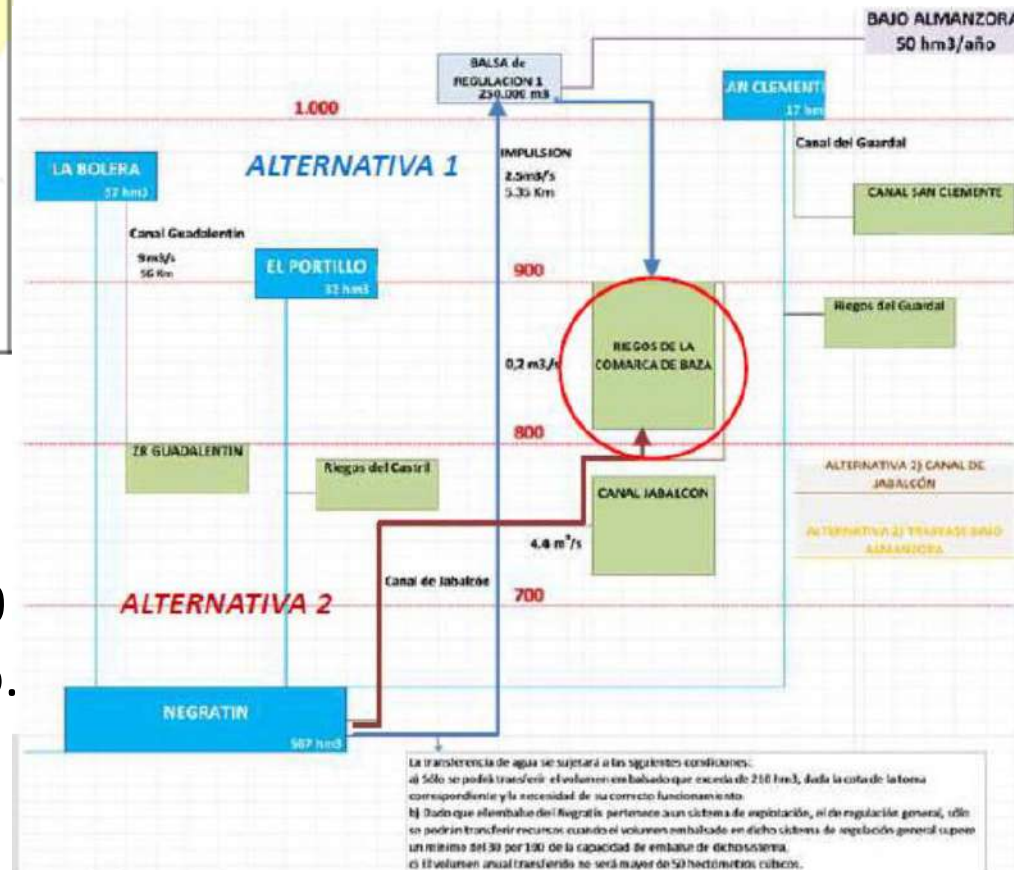 BAJO ALMANZORA
50 hm3/año
BALSA de
REGULACION 1
250.000 m3
AN CLEMENT
17 hm
1.000
Canal del Guardal
LA BOLERA
57 hm3
ALTERNATIVA 1
IMPULSION
2.5m3/s
5.35 Km
CANAL SAN CLEMENTE
Canal Guadalentin
9m3/s
56 Km
EL PORTILLO
32 hm3
900
Riegos del Guardal
RIEGOS DE LA
COMARCA DE BAZA
0,2 m3/s
800
ZR GUADALENTIN
Riegos del Castril
ALTERNATIVA 2) CANAL DE
JABALCÓN
CANAL JABALCON
ALTERNATIVA 2) TRASVASE BAJO
ALMANZORA
4.4 m³/s
Canal de Jabalcón
700
ALTERNATIVA 2
NEGRATIN
567 hm3
La transferencia de agua se sujetará a las siguientes condiciones:
a) Sólo se podrá transferir el volumen embalsado que exceda de 210 hm3, dada la cota de la toma
correspondiente y la necesidad de su correcto funcionamiento.
b) Dado que el embalse del Negratín pertenece a un sistema de explotación, el de regulación general, sólo
se podrán transferir recursos cuando el volumen embalsado en dicho sistema de regulación general supere
un mínimo del 30 por 100 de la capacidad de embalse de dicho sistema.
c) El volumen anual transferido no será mayor de 50 hectómetros cúbicos.